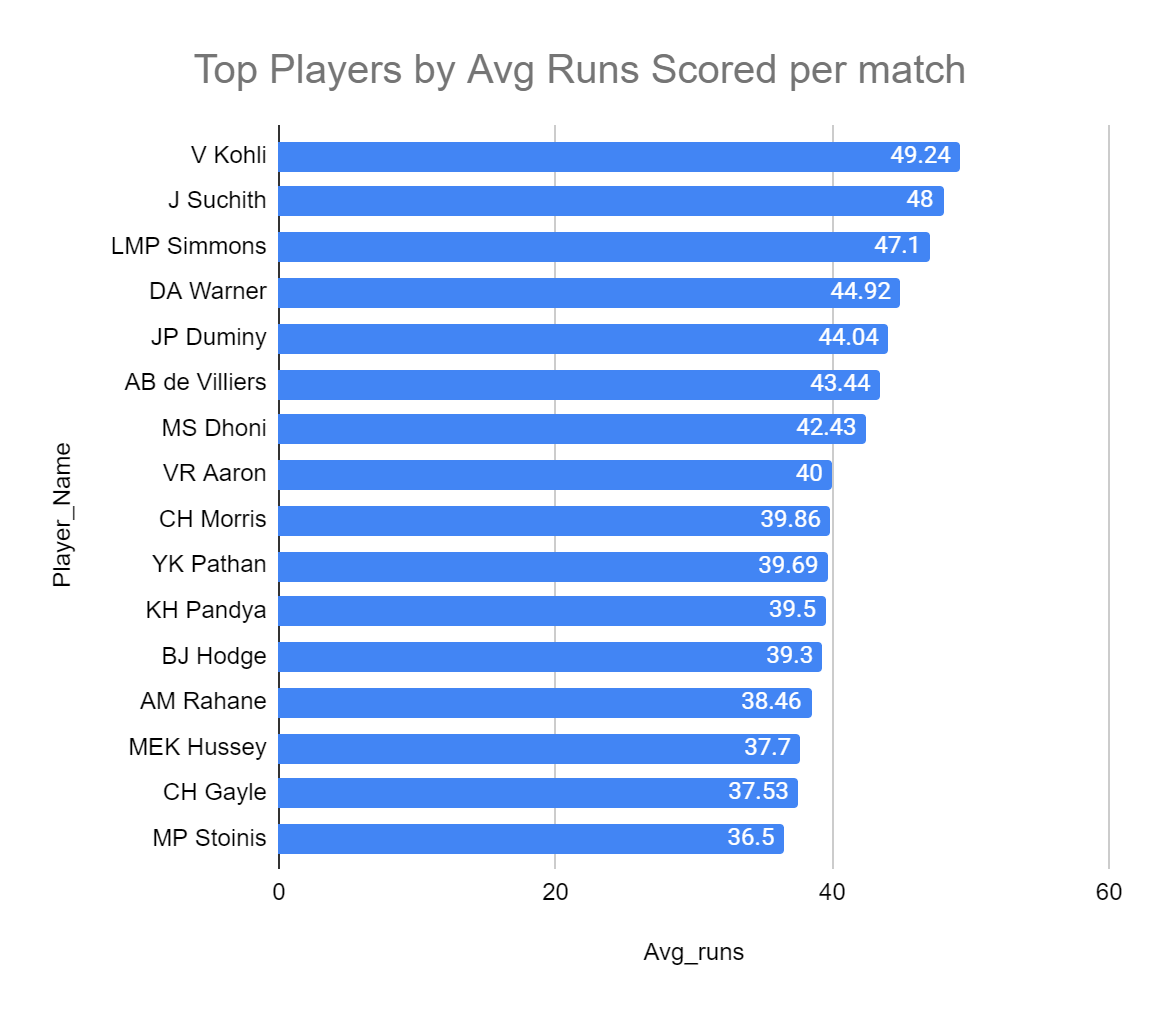 Top Players by Avg Runs Scored per match
Player_Name
V Kohli 49.24
J Suchith 48
LMP Simmons 47.1
DA Warner 44.92
JP Duminy 44.04
AB de Villiers 43.44
MS Dhoni 42.43
VR Aaron 40
CH Morris 39.86
YK Pathan 39.69
KH Pandya 39.5
BJ Hodge 39.3
AM Rahane 38.46
MEK Hussey 37.7
CH Gayle 37.53
MP Stoinis 36.5
0 20 40 60
Avg_runs